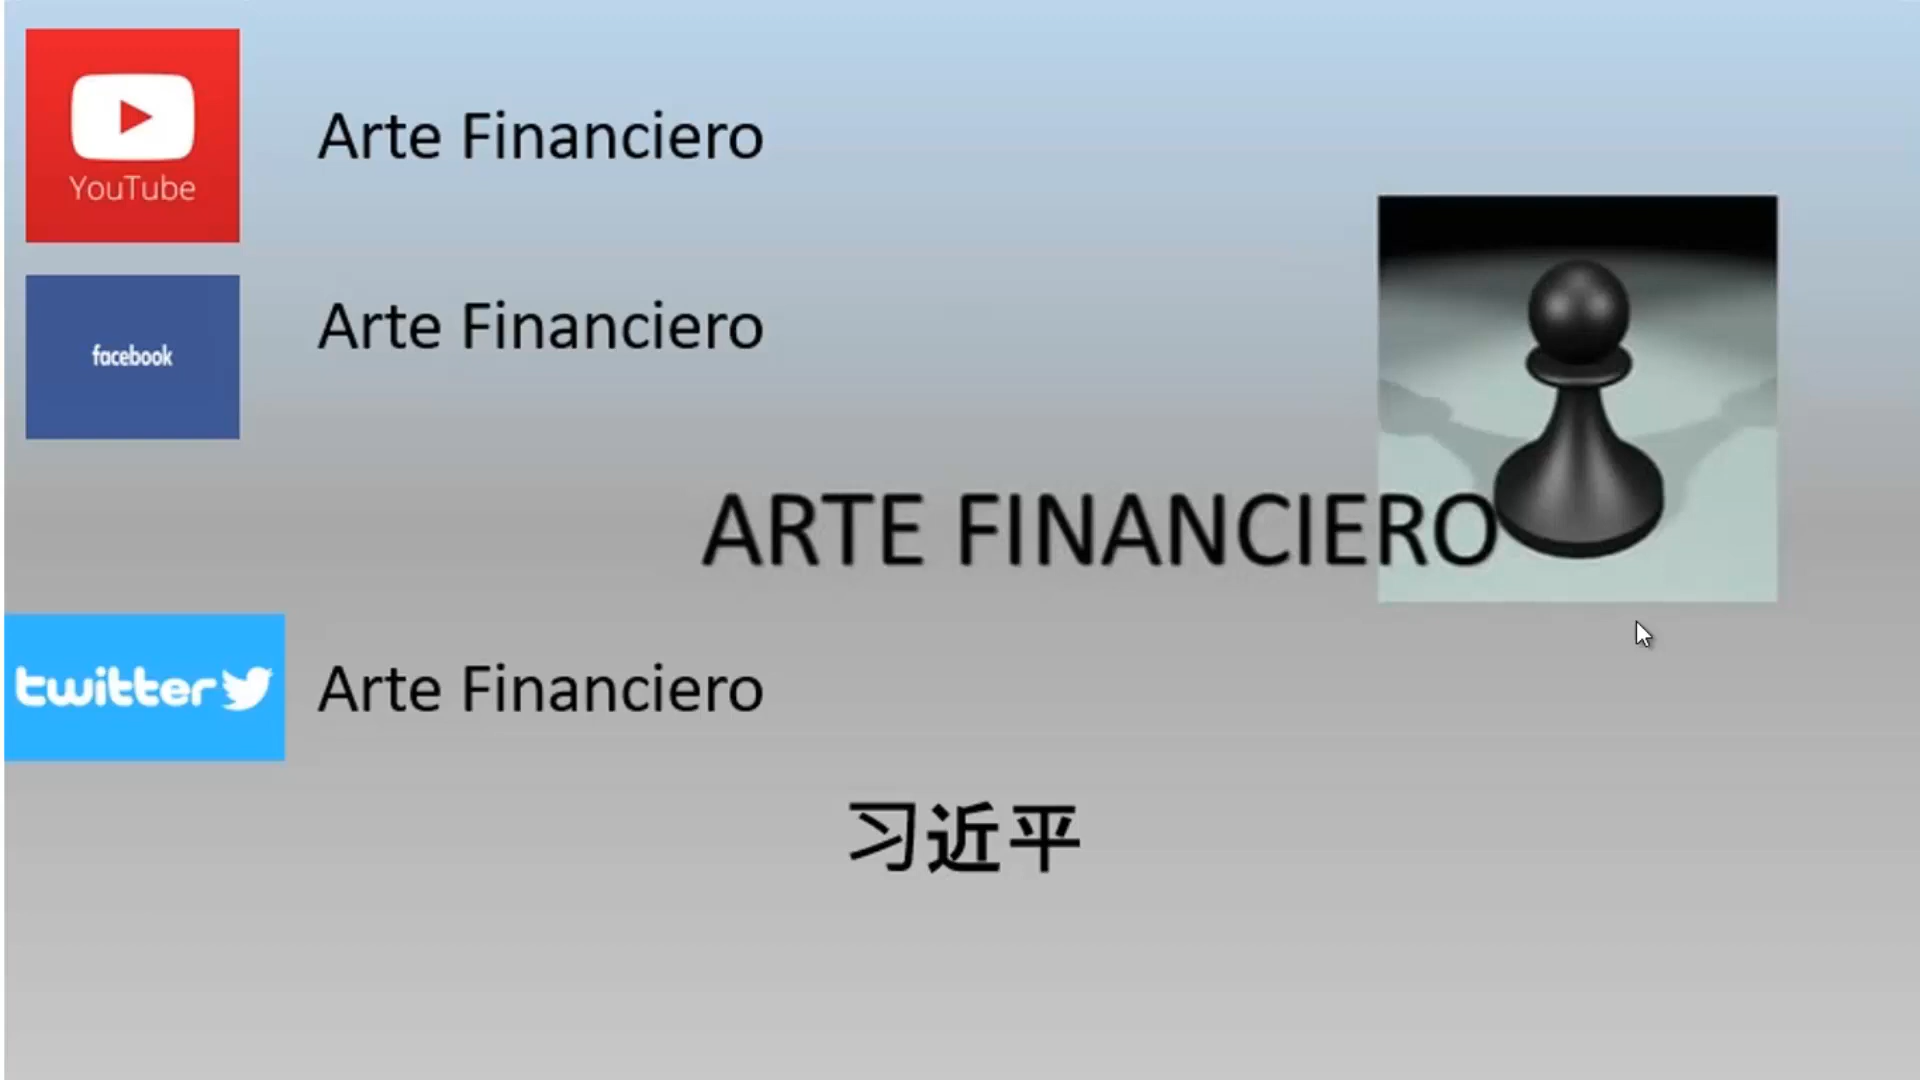 YouTube
Arte Financiero
facebook
Arte Financiero
ARTE FINANCIERO
twitter
Arte Financiero
习近平